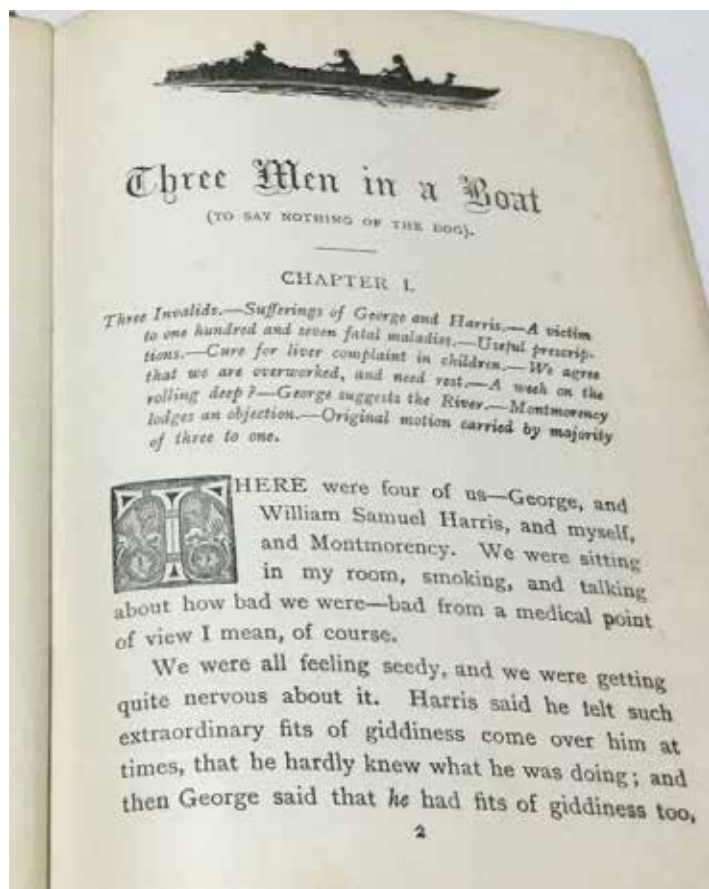 Three Men in a Boat
(TO SAY NOTHING OF THE DOG).
CHAPTER I.
Three Invalids.—Sufferings of George and Harris.—A victim
to one hundred and seven fatal maladies.—Useful prescrip-
tions.—Cure for liver complaint in children.—We agree
that we are overworked, and need rest.—A week on the
rolling deep?—George suggests the River.—Montmorency
lodges an objection.—Original motion carried by majority
of three to one.
THERE were four of us—George, and
William Samuel Harris, and myself,
and Montmorency. We were sitting
in my room, smoking, and talking
about how bad we were—bad from a medical point
of view I mean, of course.
We were all feeling seedy, and we were getting
quite nervous about it. Harris said he felt such
extraordinary fits of giddiness come over him at
times, that he hardly knew what he was doing; and
then George said that he had fits of giddiness too,
2